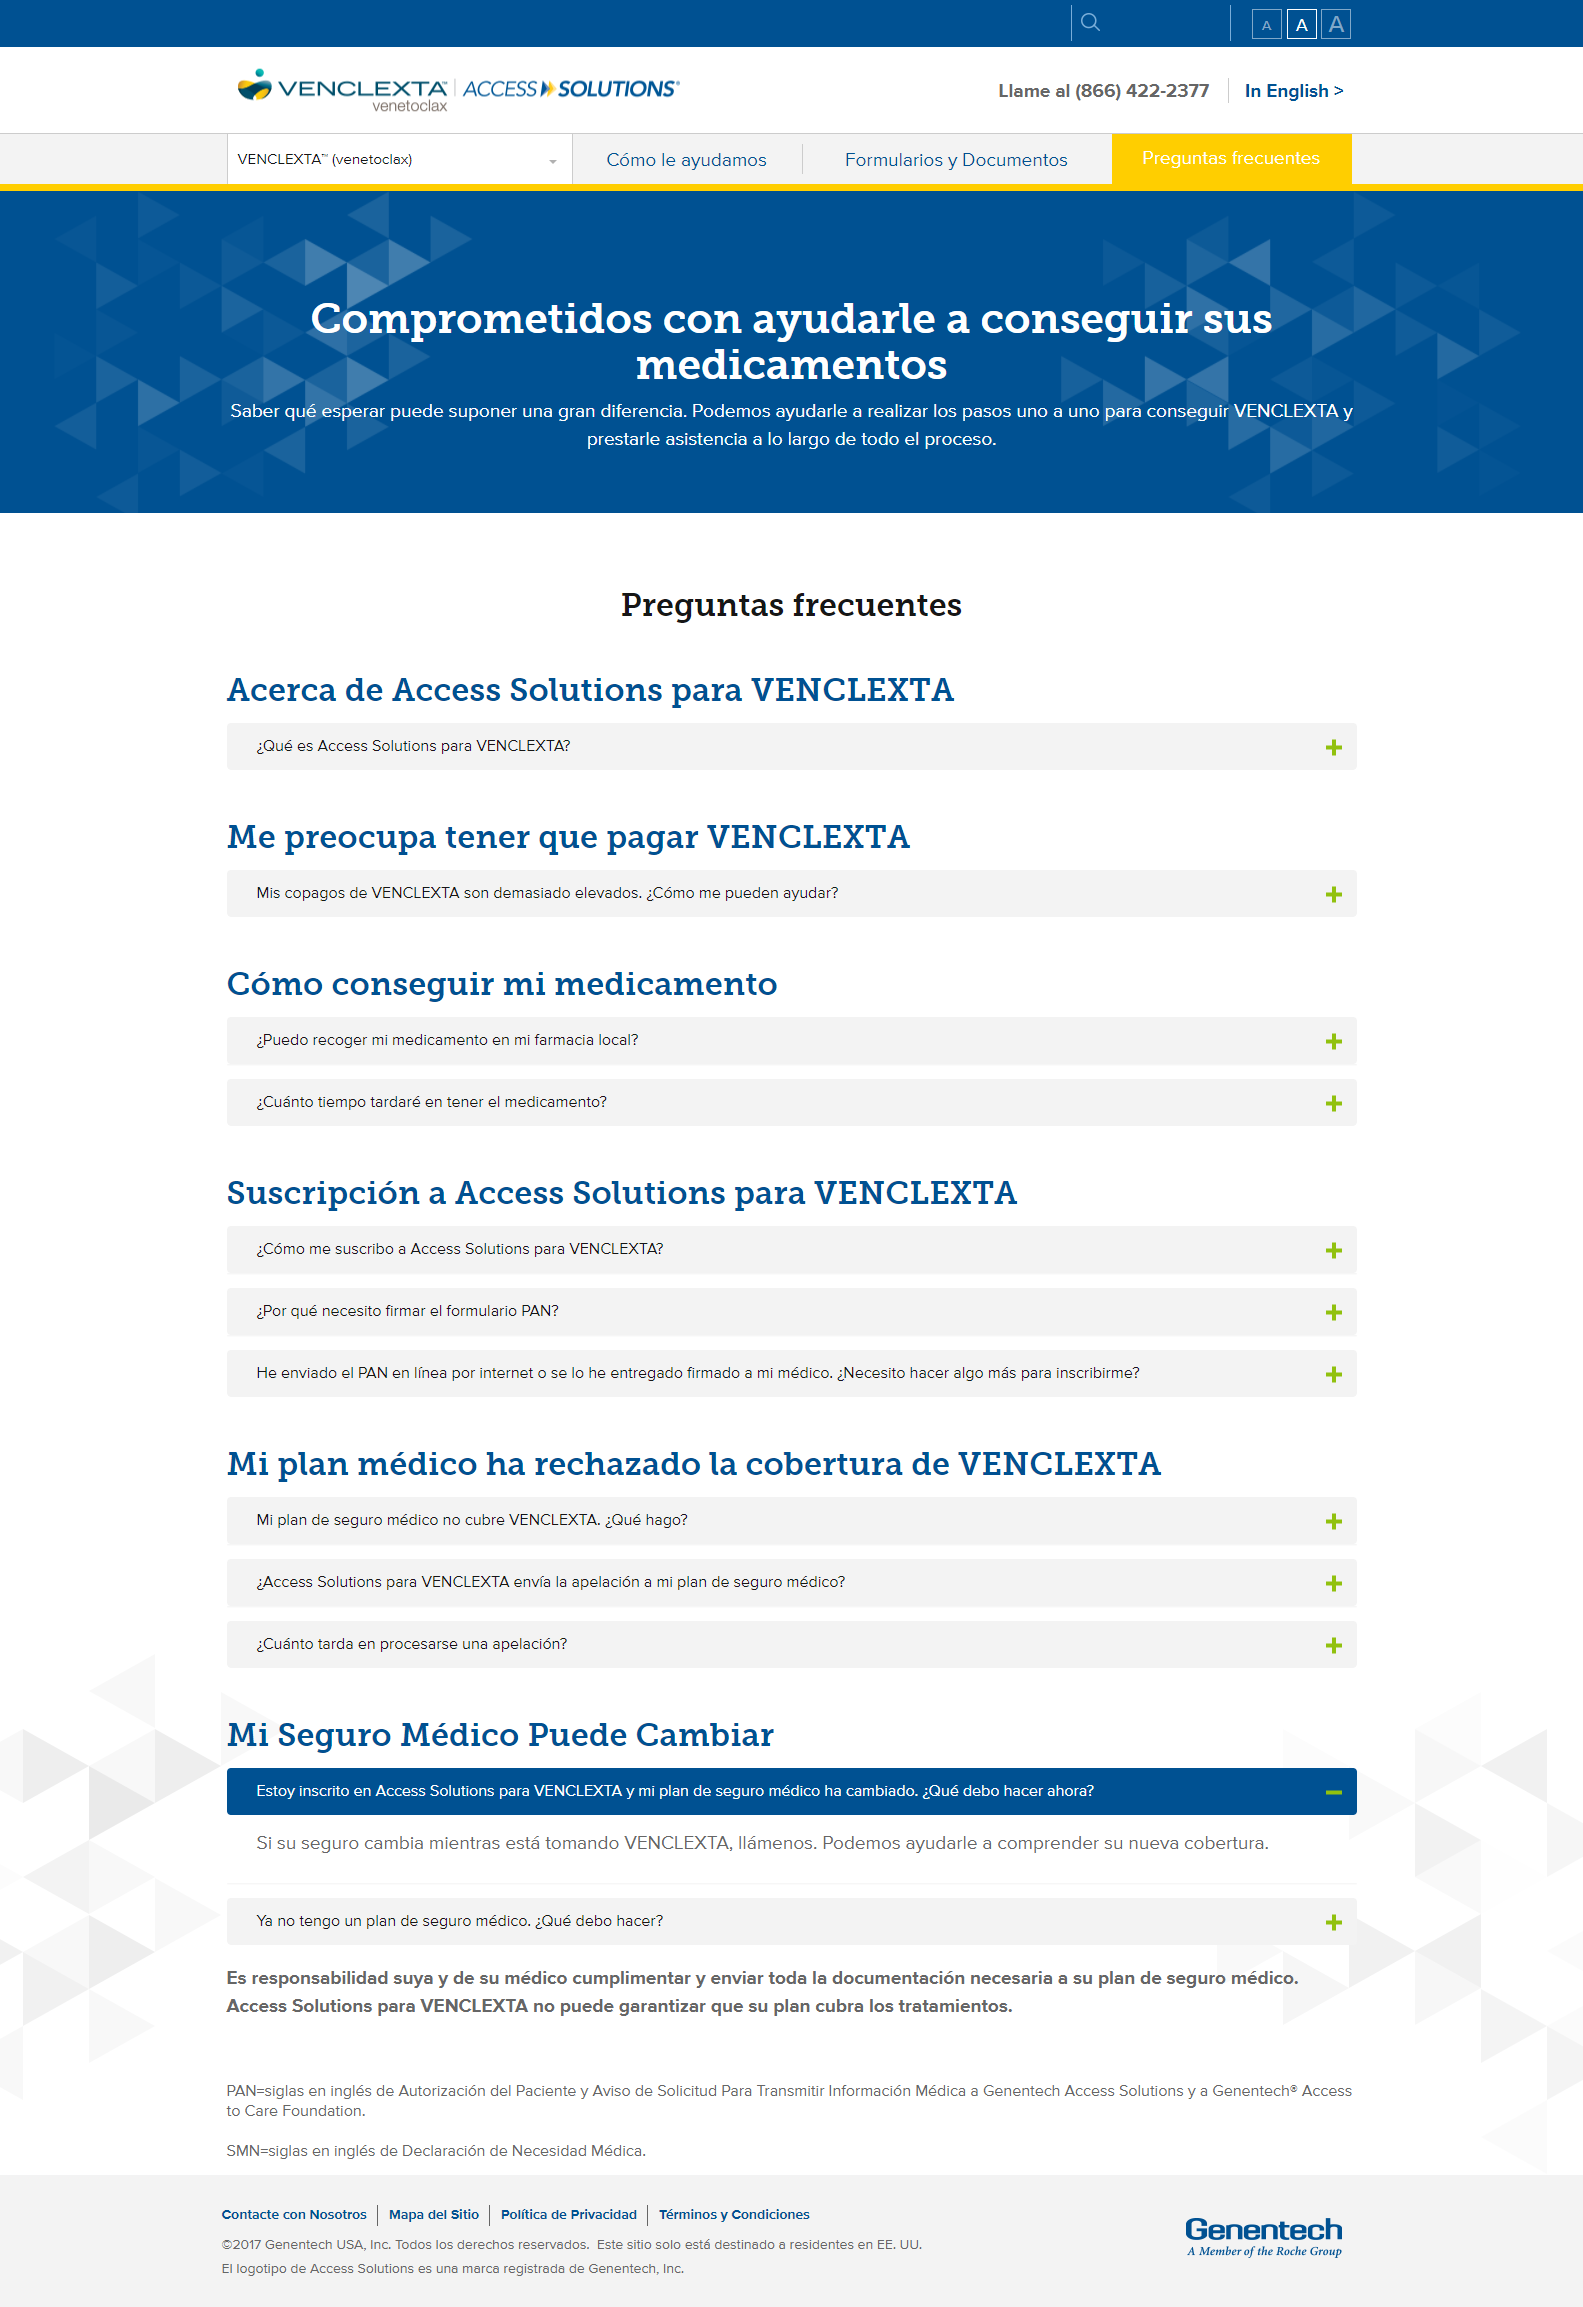 A A A
VENCLEXTA™ | ACCESS SOLUTIONS®
venetoclax
Llame al (866) 422-2377
In English >
VENCLEXTA™ (venetoclax)
Cómo le ayudamos
Formularios y Documentos
Preguntas frecuentes
Comprometidos con ayudarle a conseguir sus
medicamentos
Saber qué esperar puede suponer una gran diferencia. Podemos ayudarle a realizar los pasos uno a uno para conseguir VENCLEXTA y
prestarle asistencia a lo largo de todo el proceso.
Preguntas frecuentes
Acerca de Access Solutions para VENCLEXTA
¿Qué es Access Solutions para VENCLEXTA?
Me preocupa tener que pagar VENCLEXTA
Mis copagos de VENCLEXTA son demasiado elevados. ¿Cómo me pueden ayudar?
Cómo conseguir mi medicamento
¿Puedo recoger mi medicamento en mi farmacia local?
¿Cuánto tiempo tardaré en tener el medicamento?
Suscripción a Access Solutions para VENCLEXTA
¿Cómo me suscribo a Access Solutions para VENCLEXTA?
¿Por qué necesito firmar el formulario PAN?
He enviado el PAN en línea por internet o se lo he entregado firmado a mi médico. ¿Necesito hacer algo más para inscribirme?
Mi plan médico ha rechazado la cobertura de VENCLEXTA
Mi plan de seguro médico no cubre VENCLEXTA. ¿Qué hago?
¿Access Solutions para VENCLEXTA envía la apelación a mi plan de seguro médico?
¿Cuánto tarda en procesarse una apelación?
Mi Seguro Médico Puede Cambiar
Estoy inscrito en Access Solutions para VENCLEXTA y mi plan de seguro médico ha cambiado. ¿Qué debo hacer ahora?
Si su seguro cambia mientras está tomando VENCLEXTA, llámenos. Podemos ayudarle a comprender su nueva cobertura.
Ya no tengo un plan de seguro médico. ¿Qué debo hacer?
Es responsabilidad suya y de su médico cumplimentar y enviar toda la documentación necesaria a su plan de seguro médico.
Access Solutions para VENCLEXTA no puede garantizar que su plan cubra los tratamientos.
PAN=siglas en inglés de Autorización del Paciente y Aviso de Solicitud Para Transmitir Información Médica a Genentech Access Solutions y a Genentech® Access
to Care Foundation.
SMN=siglas en inglés de Declaración de Necesidad Médica.
Contacte con Nosotros | Mapa del Sitio | Política de Privacidad | Términos y Condiciones
©2017 Genentech USA, Inc. Todos los derechos reservados. Este sitio solo está destinado a residentes en EE. UU.
El logotipo de Access Solutions es una marca registrada de Genentech, Inc.
Genentech
A Member of the Roche Group